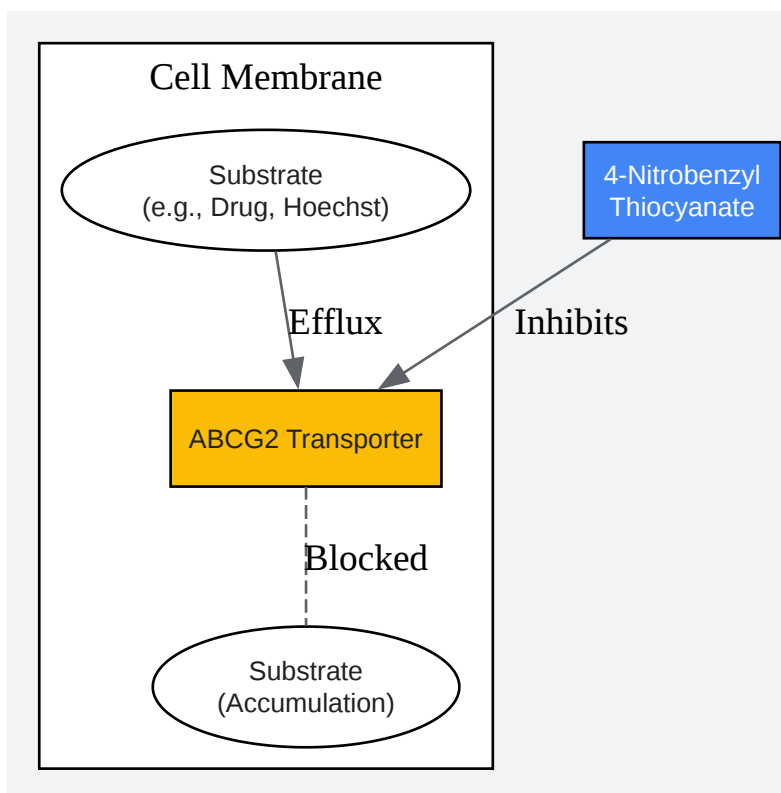 Cell Membrane
Substrate
(e.g., Drug, Hoechst)
4-Nitrobenzyl
Thiocyanate
Efflux
Inhibits
ABCG2 Transporter
Blocked
Substrate
(Accumulation)